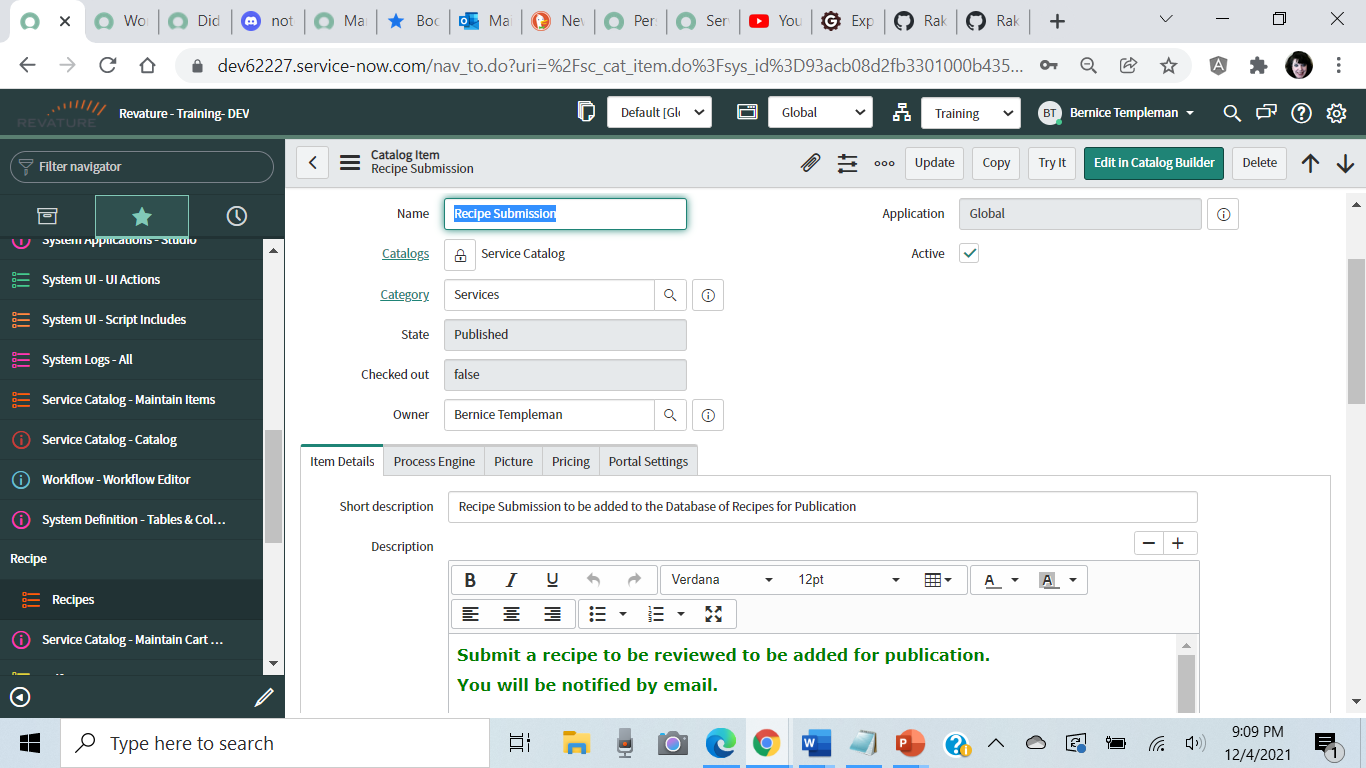 Wo
Did
not
Ma
Boc
Ma
Nev
Per
Ser
You
Exp
Rak
Rak
dev62227.service-now.com/nav_to.do?uri=%2Fsc_cat_item.do%3Fsys_id%3D93acb08d2fb3301000b435...
REVATURE
Revature - Training- DEV
Default [Gl
Global
Training
BT
Bernice Templeman
Filter navigator
Catalog Item
Recipe Submission
Update
Copy
Try It
Edit in Catalog Builder
Delete
System Applications - Studio
System UI - UI Actions
System UI - Script Includes
System Logs - All
Service Catalog - Maintain Items
Service Catalog - Catalog
Workflow - Workflow Editor
System Definition - Tables & Col...
Recipe
Recipes
Service Catalog - Maintain Cart ...
Name
Recipe Submission
Application
Global
Catalogs
Service Catalog
Active
Category
Services
State
Published
Checked out
false
Owner
Bernice Templeman
Item Details
Process Engine
Picture
Pricing
Portal Settings
Short description
Recipe Submission to be added to the Database of Recipes for Publication
Description
B
I
U
Verdana
12pt
A
A
Submit a recipe to be reviewed to be added for publication.
You will be notified by email.
Type here to search
9:09 PM
12/4/2021
1